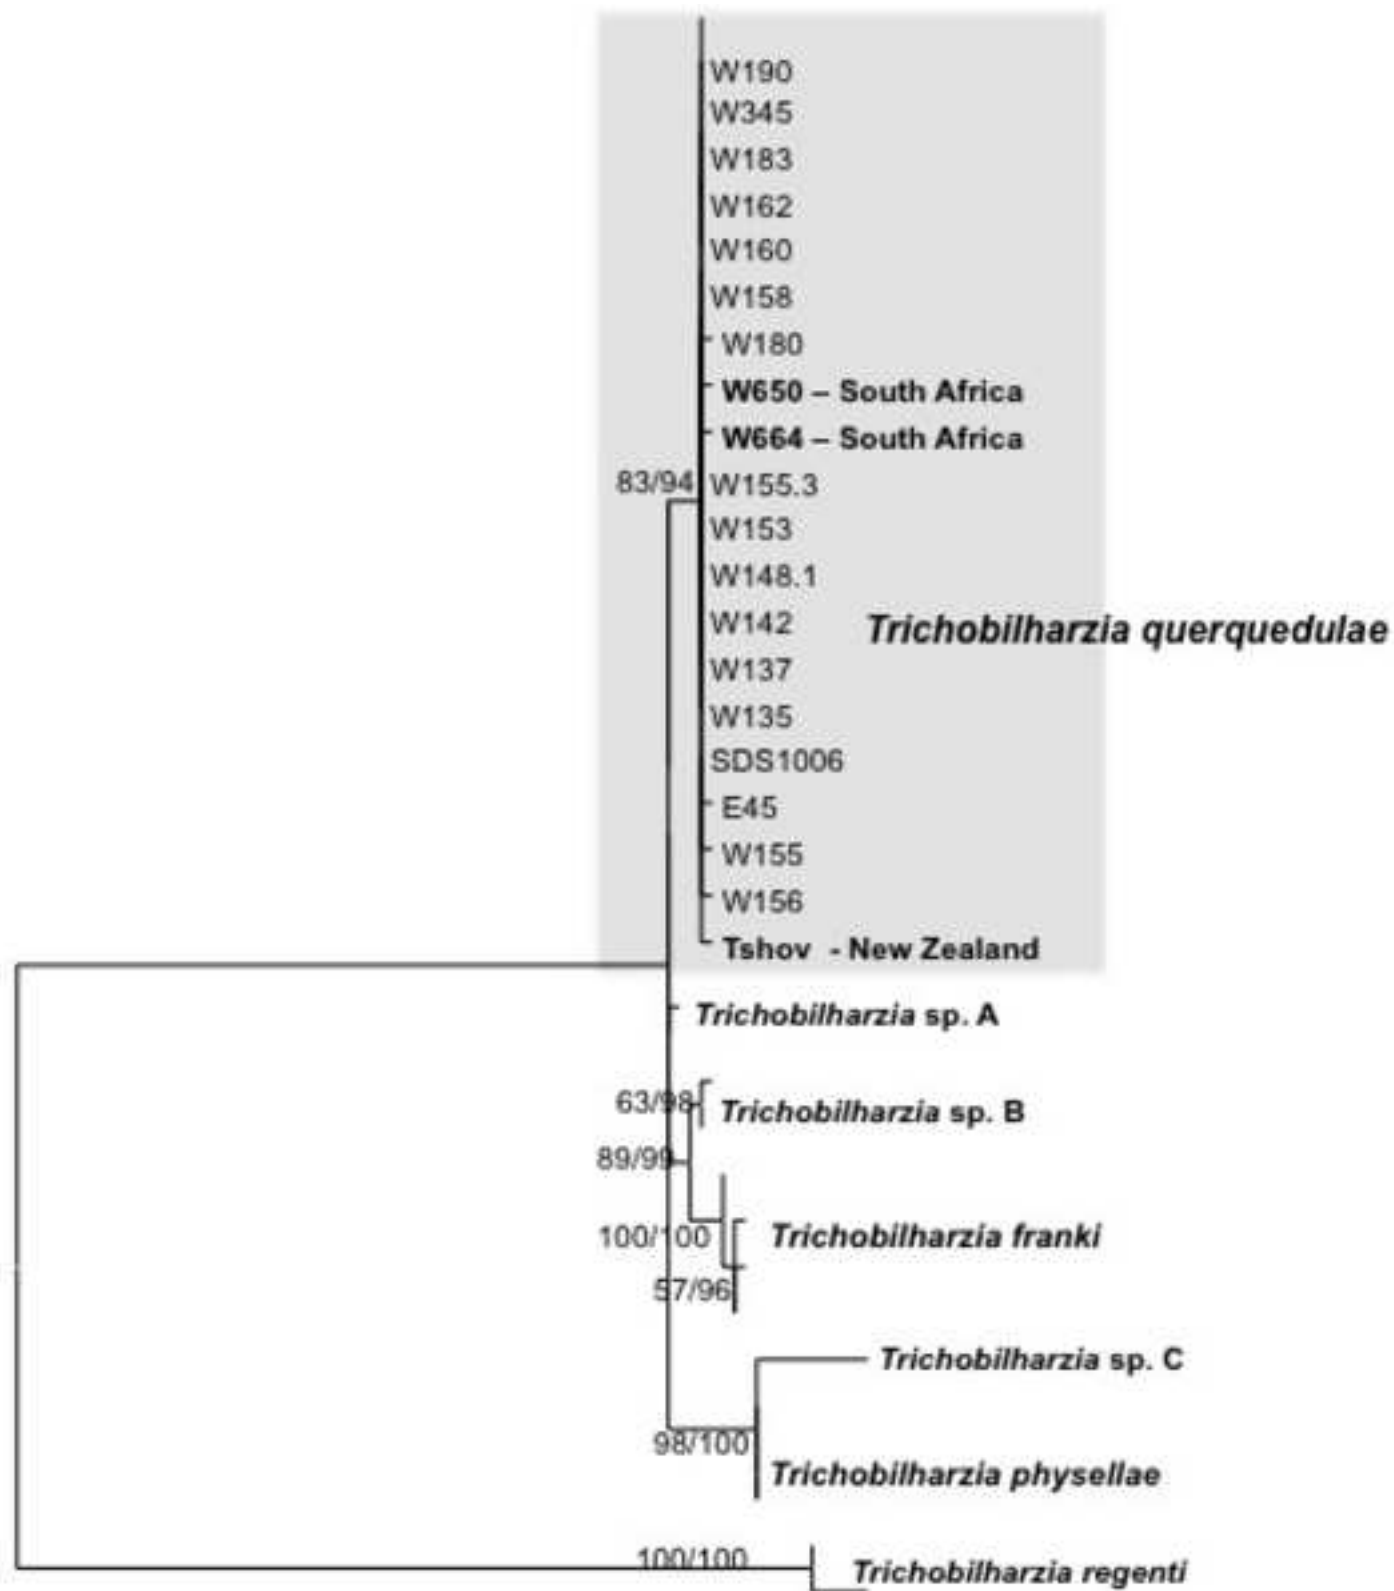 W190
W345
W183
W162
W160
W158
W180
W650 – South Africa
W664 – South Africa
83/94
W155.3
W153
W148.1
W142
Trichobilharzia querquedulae
W137
W135
SDS1006
E45
W155
W156
Tshov - New Zealand
Trichobilharzia sp. A
63/98
Trichobilharzia sp. B
89/99
100/100
Trichobilharzia franki
57/96
Trichobilharzia sp. C
98/100
Trichobilharzia physellae
100/100
Trichobilharzia regenti